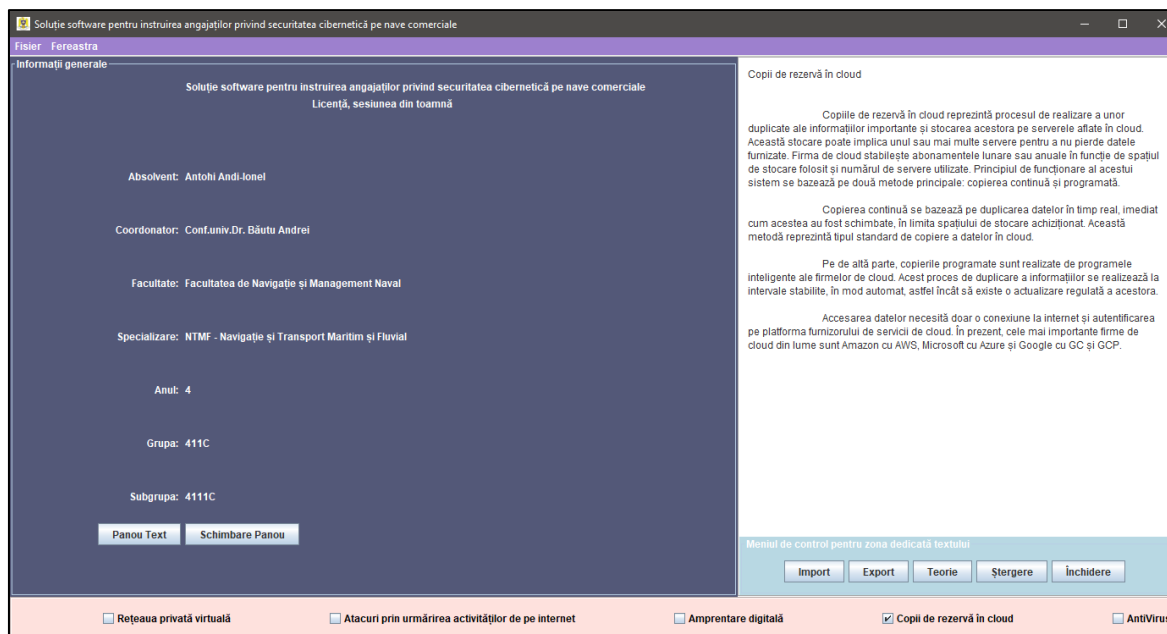 Soluție software pentru instruirea angajaților privind securitatea cibernetică pe nave comerciale
Fisier Fereastra
Informații generale
Soluție software pentru instruirea angajaților privind securitatea cibernetică pe nave comerciale
Licență, sesiunea din toamnă
Absolvent: Antohi Andi-Ionel
Coordonator: Conf.univ.Dr. Băutu Andrei
Facultate: Facultatea de Navigație și Management Naval
Specializare: NTMF - Navigație și Transport Maritim și Fluvial
Anul: 4
Grupa: 411C
Subgrupa: 4111C
Panou Text Schimbare Panou
Copii de rezervă în cloud
Copiile de rezervă în cloud reprezintă procesul de realizare a unor
duplicate ale informațiilor importante și stocarea acestora pe serverele aflate în cloud.
Această stocare poate implica unul sau mai multe servere pentru a nu pierde datele
furnizate. Firma de cloud stabilește abonamentele lunare sau anuale în funcție de spațiul
de stocare folosit și numărul de servere utilizate. Principiul de funcționare al acestui
sistem se bazează pe două metode principale: copierea continuă și programată.
Copierea continuă se bazează pe duplicarea datelor în timp real, imediat
cum acestea au fost schimbate, în limita spațiului de stocare achiziționat. Această
metodă reprezintă tipul standard de copiere a datelor în cloud.
Pe de altă parte, copierile programate sunt realizate de programele
inteligente ale firmelor de cloud. Acest proces de duplicare a informațiilor se realizează la
intervale stabilite, în mod automat, astfel încât să existe o actualizare regulată a acestora.
Accesarea datelor necesită doar o conexiune la internet și autentificarea
pe platforma furnizorului de servicii de cloud. În prezent, cele mai importante firme de
cloud din lume sunt Amazon cu AWS, Microsoft cu Azure și Google cu GC și GCP.
Meniul de control pentru zona dedicată textului
Import Export Teorie Ștergere Închidere
Rețeaua privată virtuală Atacuri prin urmărirea activităților de pe internet Amprentare digitală Copii de rezervă în cloud AntiVirus